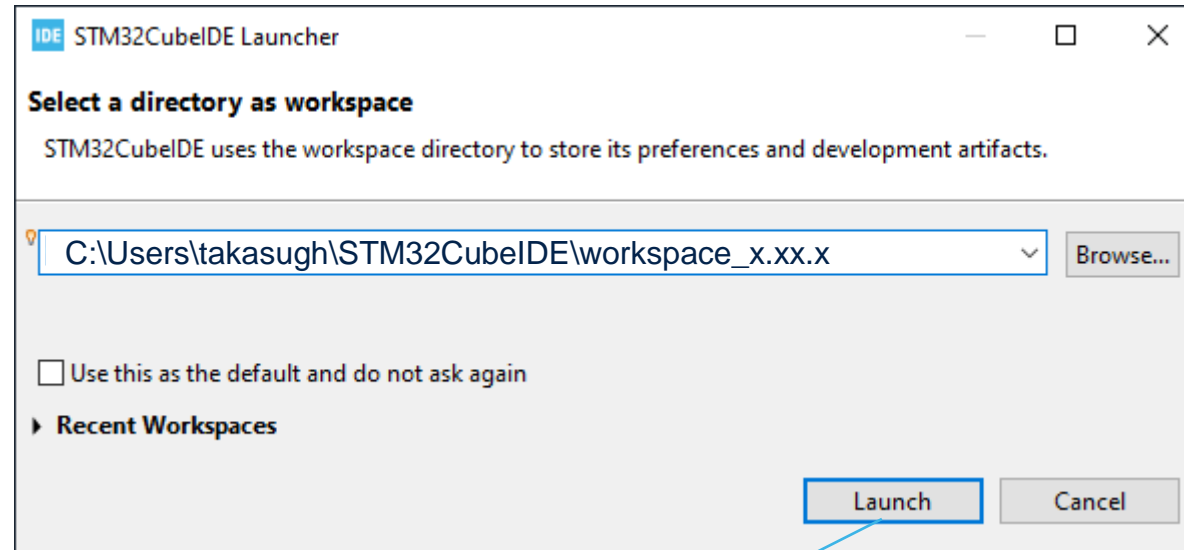 IDE STM32CubeIDE Launcher
Select a directory as workspace
STM32CubeIDE uses the workspace directory to store its preferences and development artifacts.
C:\Users\takasugh\STM32CubeIDE\workspace_x.xx.x
Browse...
Use this as the default and do not ask again
Recent Workspaces
Launch Cancel